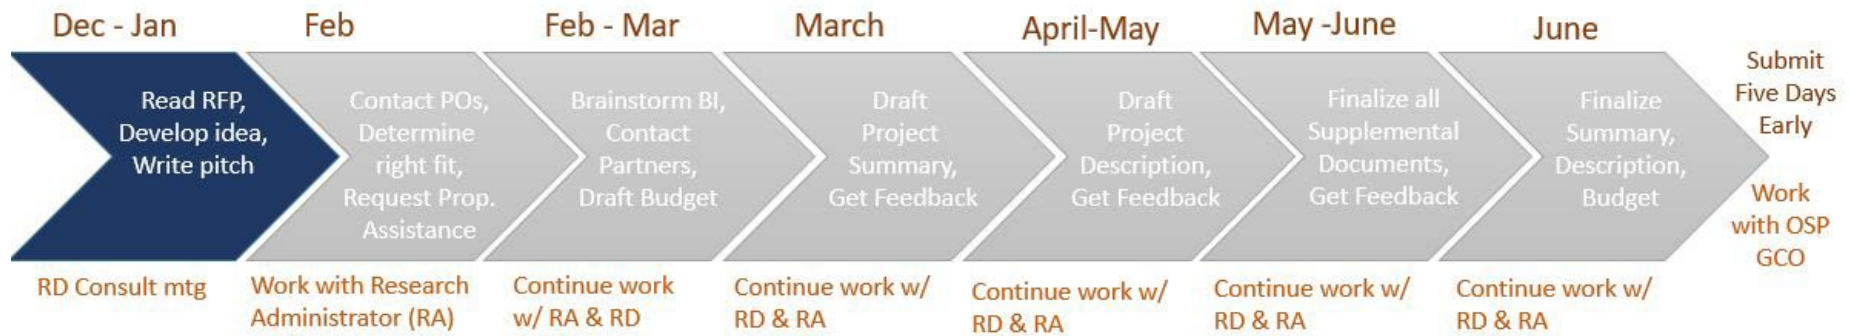 Dec - Jan
Feb
Feb - Mar
March
April-May
May -June
June
Read RFP,
Develop idea,
Write pitch
Contact POs,
Determine
right fit,
Request Prop.
Assistance
Brainstorm BI,
Contact
Partners,
Draft Budget
Draft
Project
Summary,
Get Feedback
Draft
Project
Description,
Get Feedback
Finalize all
Supplemental
Documents,
Get Feedback
Finalize
Summary,
Description,
Budget
Submit
Five Days
Early
Work
with OSP
GCO
RD Consult mtg
Work with Research
Administrator (RA)
Continue work
w/ RA & RD
Continue work w/
RD & RA
Continue work w/
RD & RA
Continue work w/
RD & RA
Continue work w/
RD & RA